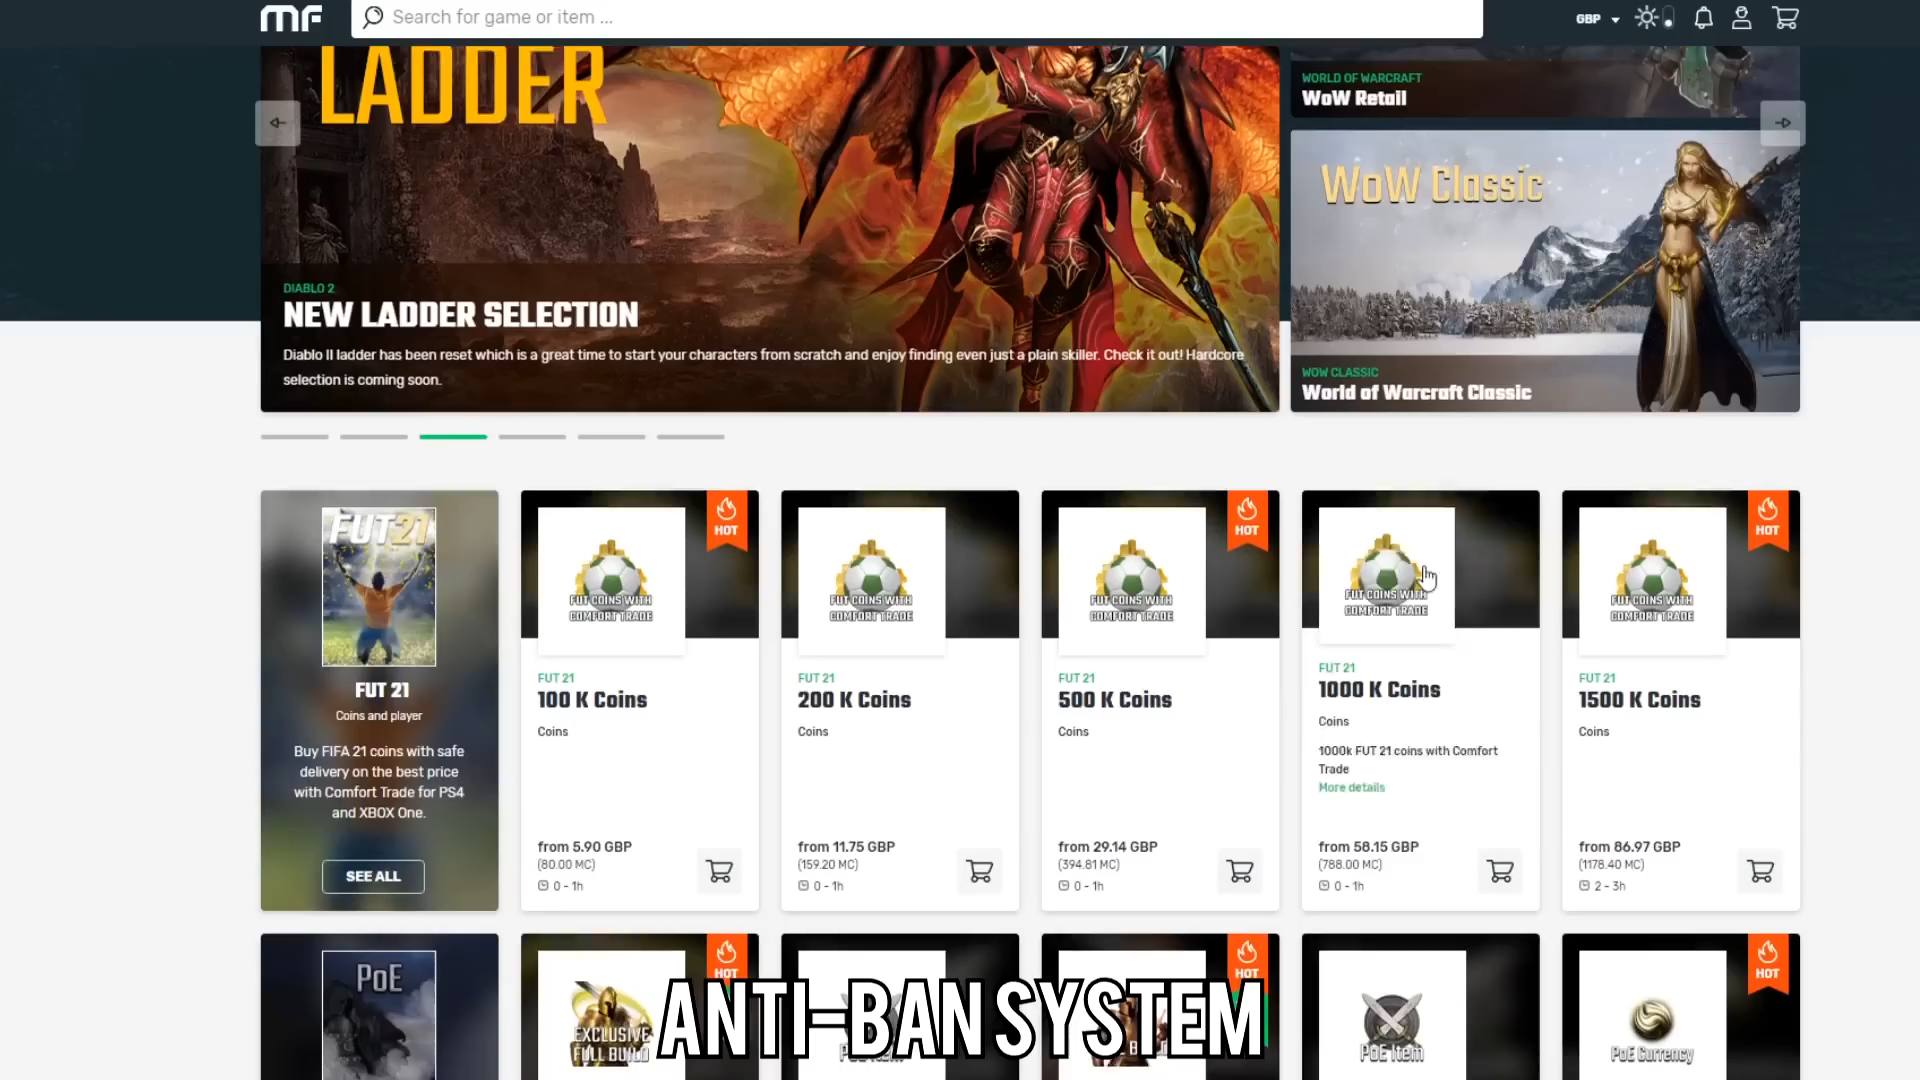 MF
Search for game or item ...
GBP
LADDER
DIABLO 2
NEW LADDER SELECTION
Diablo II ladder has been reset which is a great time to start your characters from scratch and enjoy finding even just a plain skiller. Check it out! Hardcore
selection is coming soon.
WORLD OF WARCRAFT
WoW Retail
WoW Classic
WOW CLASSIC
World of Warcraft Classic
FUT21
FUT 21
Coins and player
Buy FIFA 21 coins with safe
delivery on the best price
with Comfort Trade for PS4
and XBOX One.
SEE ALL
HOT
FUT COINS WITH
COMFORT TRADE
FUT 21
100 K Coins
Coins
from 5.90 GBP
(80.00 MC)
0 - 1h
FUT COINS WITH
COMFORT TRADE
FUT 21
200 K Coins
Coins
from 11.75 GBP
(159.20 MC)
0 - 1h
HOT
FUT COINS WITH
COMFORT TRADE
FUT 21
500 K Coins
Coins
from 29.14 GBP
(394.81 MC)
0 - 1h
FUT COINS WITH
COMFORT TRADE
FUT 21
1000 K Coins
Coins
1000k FUT 21 coins with Comfort
Trade
More details
from 58.15 GBP
(788.00 MC)
0 - 1h
HOT
FUT COINS WITH
COMFORT TRADE
FUT 21
1500 K Coins
Coins
from 86.97 GBP
(1178.40 MC)
2 - 3h
PoE
HOT
EXCLUSIVE
FULL BUILD
HOT
PoE Item
HOT
PoE Currency
ANTI-BAN SYSTEM